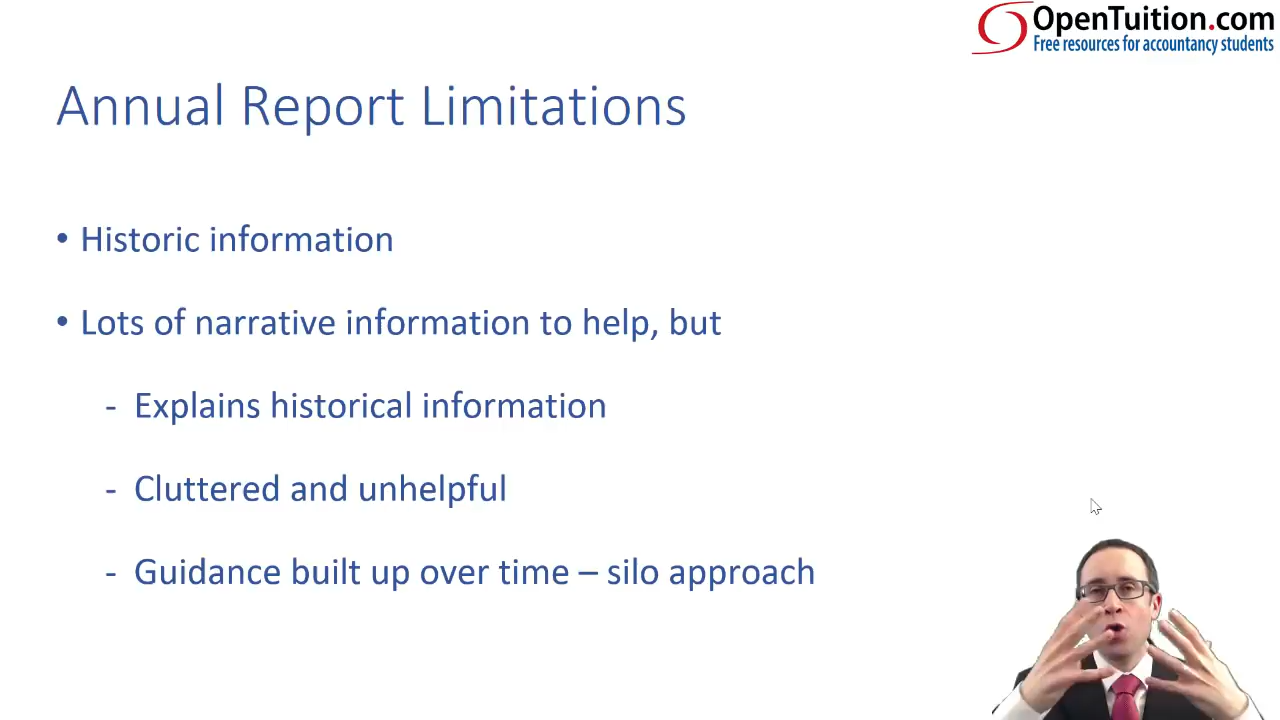 OpenTuition.com
Free resources for accountancy students
Annual Report Limitations
• Historic information
• Lots of narrative information to help, but
- Explains historical information
- Cluttered and unhelpful
- Guidance built up over time – silo approach